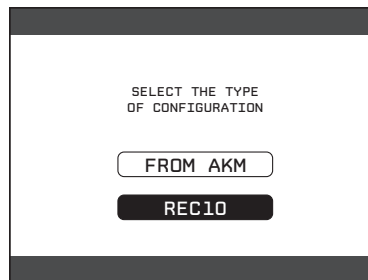 SELECT THE TYPE
OF CONFIGURATION
FROM AKM
REC10